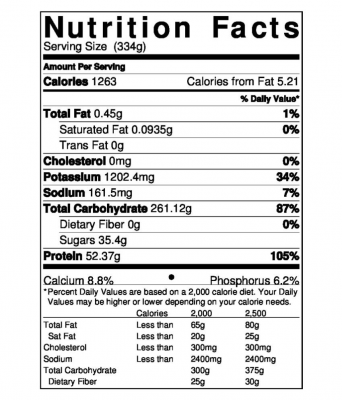 Nutrition Facts
Serving Size (334g)
Amount Per Serving
Calories 1263 Calories from Fat 5.21
% Daily Value*
Total Fat 0.45g 1%
Saturated Fat 0.0935g 0%
Trans Fat 0g
Cholesterol 0mg 0%
Potassium 1202.4mg 34%
Sodium 161.5mg 7%
Total Carbohydrate 261.12g 87%
Dietary Fiber 0g 0%
Sugars 35.4g
Protein 52.37g 105%
Calcium 8.8% • Phosphorus 6.2%
*Percent Daily Values are based on a 2,000 calorie diet. Your Daily
Values may be higher or lower depending on your calorie needs.
Calories 2,000 2,500
Total Fat Less than 65g 80g
Sat Fat Less than 20g 25g
Cholesterol Less than 300mg 300mg
Sodium Less than 2400mg 2400mg
Total Carbohydrate 300g 375g
Dietary Fiber 25g 30g